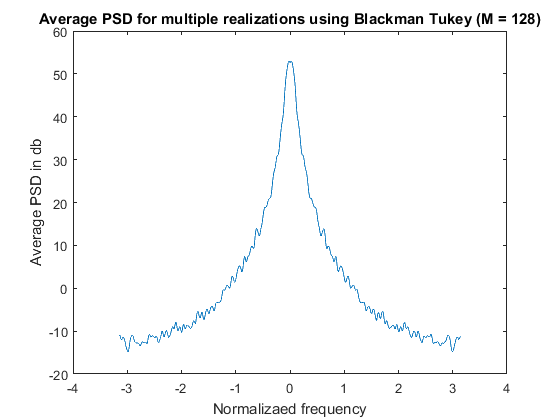 Average PSD for multiple realizations using Blackman Tukey (M = 128)
60
50
40
30
20
10
0
-10
-20
Average PSD in db
-4 -3 -2 -1 0 1 2 3 4
Normalizaed frequency